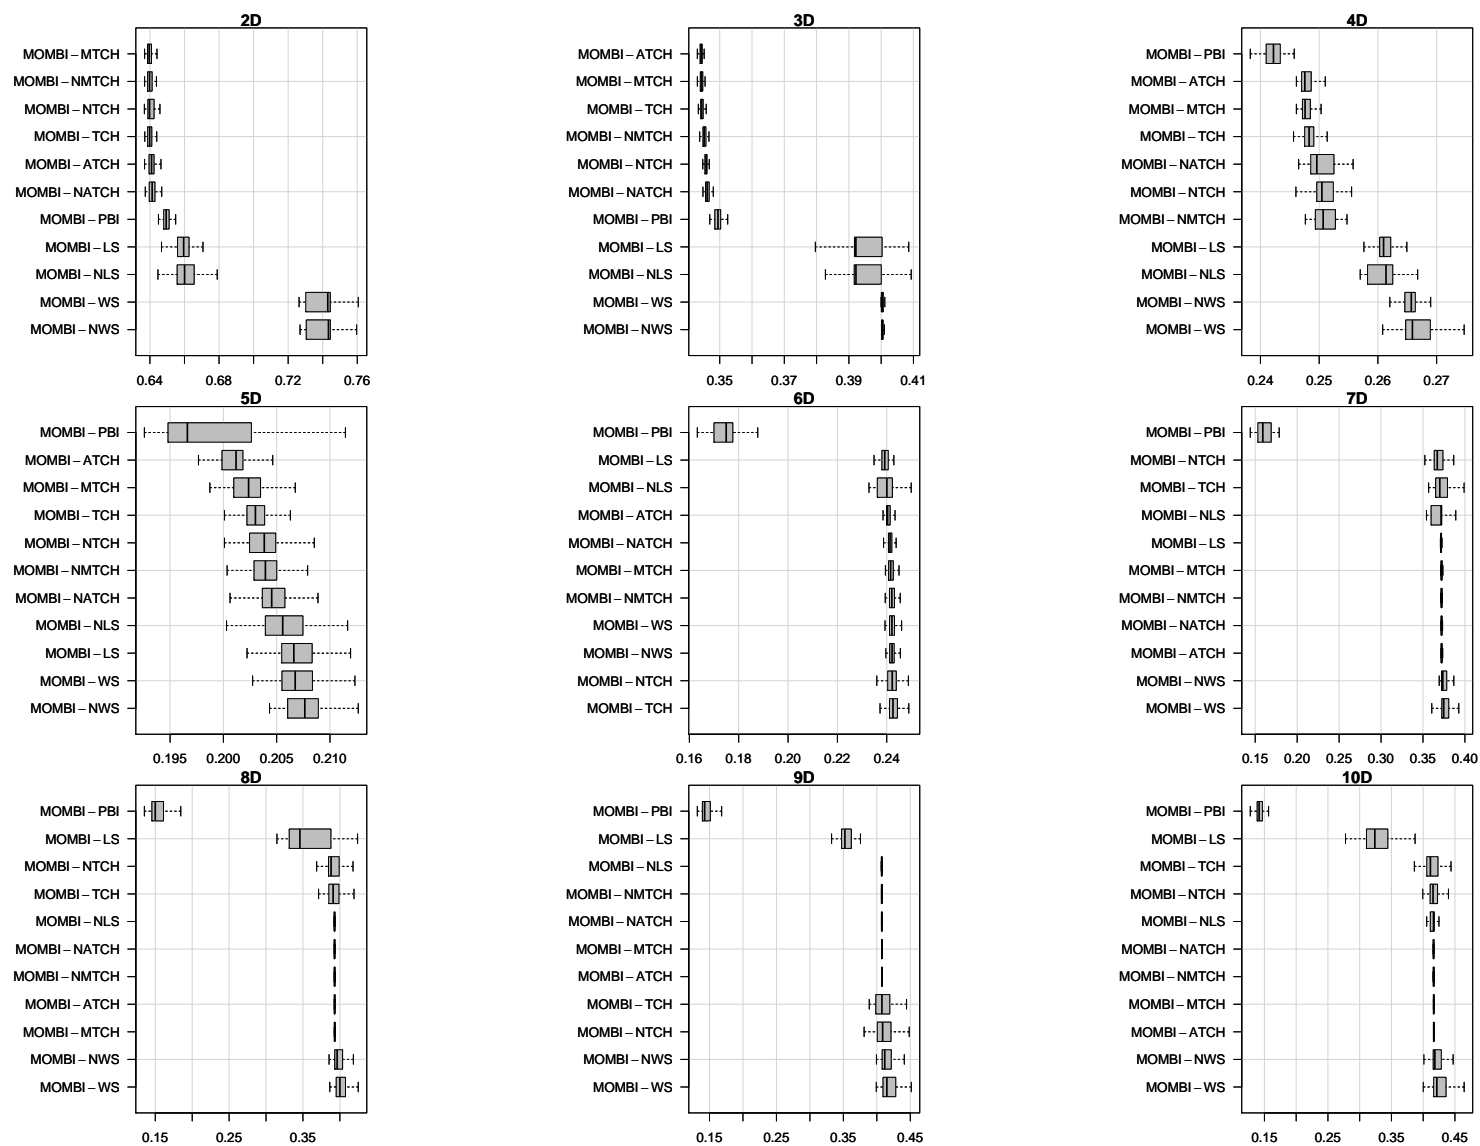 2D
MOMBI−MTCH
MOMBI−NMTCH
MOMBI−NTCH
MOMBI−TCH
MOMBI−ATCH
MOMBI−NATCH
MOMBI−PBI
MOMBI−LS
MOMBI−NLS
MOMBI−WS
MOMBI−NWS
0.64 0.68 0.72 0.76
3D
MOMBI−ATCH
MOMBI−MTCH
MOMBI−TCH
MOMBI−NMTCH
MOMBI−NTCH
MOMBI−NATCH
MOMBI−PBI
MOMBI−LS
MOMBI−NLS
MOMBI−WS
MOMBI−NWS
0.35 0.37 0.39 0.41
4D
MOMBI−PBI
MOMBI−ATCH
MOMBI−MTCH
MOMBI−TCH
MOMBI−NATCH
MOMBI−NTCH
MOMBI−NMTCH
MOMBI−LS
MOMBI−NLS
MOMBI−NWS
MOMBI−WS
0.24 0.25 0.26 0.27
5D
MOMBI−PBI
MOMBI−ATCH
MOMBI−MTCH
MOMBI−TCH
MOMBI−NTCH
MOMBI−NMTCH
MOMBI−NATCH
MOMBI−NLS
MOMBI−LS
MOMBI−WS
MOMBI−NWS
0.195 0.200 0.205 0.210
6D
MOMBI−PBI
MOMBI−LS
MOMBI−NLS
MOMBI−ATCH
MOMBI−NATCH
MOMBI−MTCH
MOMBI−NMTCH
MOMBI−WS
MOMBI−NWS
MOMBI−NTCH
MOMBI−TCH
0.16 0.18 0.20 0.22 0.24
7D
MOMBI−PBI
MOMBI−NTCH
MOMBI−TCH
MOMBI−NLS
MOMBI−LS
MOMBI−MTCH
MOMBI−NMTCH
MOMBI−NATCH
MOMBI−ATCH
MOMBI−NWS
MOMBI−WS
0.15 0.20 0.25 0.30 0.35 0.40
8D
MOMBI−PBI
MOMBI−LS
MOMBI−NTCH
MOMBI−TCH
MOMBI−NLS
MOMBI−NATCH
MOMBI−NMTCH
MOMBI−ATCH
MOMBI−MTCH
MOMBI−NWS
MOMBI−WS
0.15 0.25 0.35
9D
MOMBI−PBI
MOMBI−LS
MOMBI−NLS
MOMBI−NMTCH
MOMBI−NATCH
MOMBI−MTCH
MOMBI−ATCH
MOMBI−TCH
MOMBI−NTCH
MOMBI−NWS
MOMBI−WS
0.15 0.25 0.35 0.45
10D
MOMBI−PBI
MOMBI−LS
MOMBI−TCH
MOMBI−NTCH
MOMBI−NLS
MOMBI−NATCH
MOMBI−NMTCH
MOMBI−MTCH
MOMBI−ATCH
MOMBI−NWS
MOMBI−WS
0.15 0.25 0.35 0.45